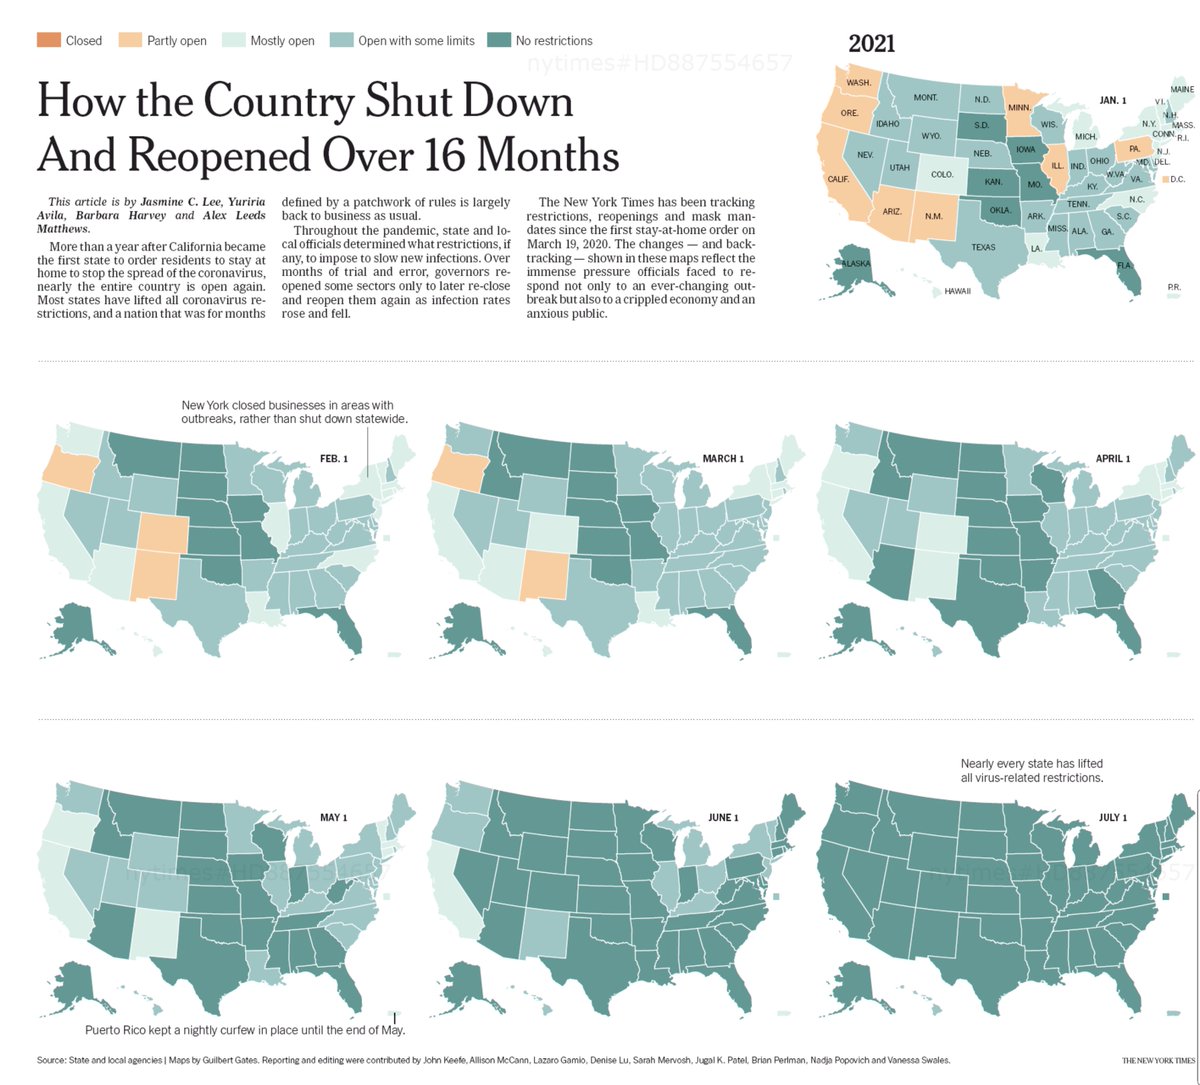 Closed
Partly open
Mostly open
Open with some limits
No restrictions
nytimes#HD887554657
How the Country Shut Down
And Reopened Over 16 Months
This article is by Jasmine C. Lee, Yuriria
Avila, Barbara Harvey and Alex Leeds
Matthews.
More than a year after California became
the first state to order residents to stay at
home to stop the spread of the coronavirus,
nearly the entire country is open again.
Most states have lifted all coronavirus re-
strictions, and a nation that was for months
defined by a patchwork of rules is largely
back to business as usual.
Throughout the pandemic, state and lo-
cal officials determined what restrictions, if
any, to impose to slow new infections. Over
months of trial and error, governors re-
opened some sectors only to later re-close
and reopen them again as infection rates
rose and fell.
The New York Times has been tracking
restrictions, reopenings and mask man-
dates since the first stay-at-home order on
March 19, 2020. The changes — and back-
tracking — shown in these maps reflect the
immense pressure officials faced to re-
spond not only to an ever-changing out-
break but also to a crippled economy and an
anxious public.
2021
JAN. 1
WASH.
ORE.
CALIF.
IDAHO
NEV.
MONT.
WYO.
UTAH
ARIZ.
COLO.
N.M.
N.D.
S.D.
NEB.
KAN.
OKLA.
TEXAS
MINN.
IOWA
MO.
ARK.
LA.
WIS.
ILL.
MICH.
IND.
OHIO
KY.
TENN.
MISS.
ALA.
GA.
FLA.
S.C.
N.C.
VA.
W.VA.
PA.
N.Y.
VT.
N.H.
MAINE
MASS.
R.I.
CONN.
N.J.
DEL.
MD.
D.C.
ALASKA
HAWAII
P.R.
New York closed businesses in areas with
outbreaks, rather than shut down statewide.
FEB. 1
MARCH 1
APRIL 1
Nearly every state has lifted
all virus-related restrictions.
MAY 1
JUNE 1
JULY 1
nytimes#HD887554657
Puerto Rico kept a nightly curfew in place until the end of May.
Source: State and local agencies | Maps by Guilbert Gates. Reporting and editing were contributed by John Keefe, Allison McCann, Lazaro Gamio, Denise Lu, Sarah Mervosh, Jugal K. Patel, Brian Perlman, Nadja Popovich and Vanessa Swales.
THE NEW YORK TIMES